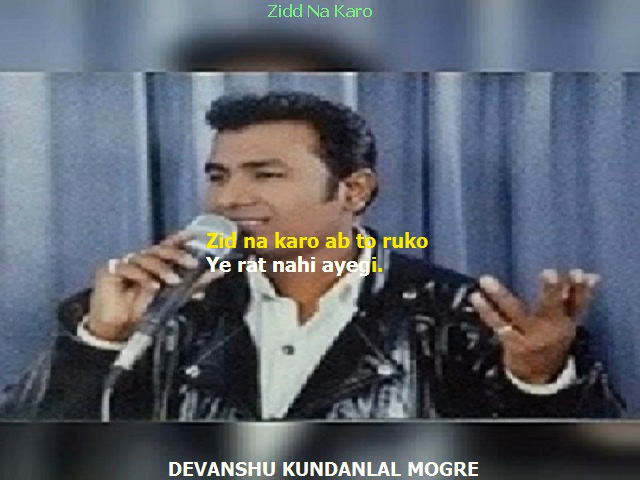 Zidd Na Karo
Zid na karo ab to ruko
Ye rat nahi ayegi.
DEVANSHU KUNDANLAL MOGRE